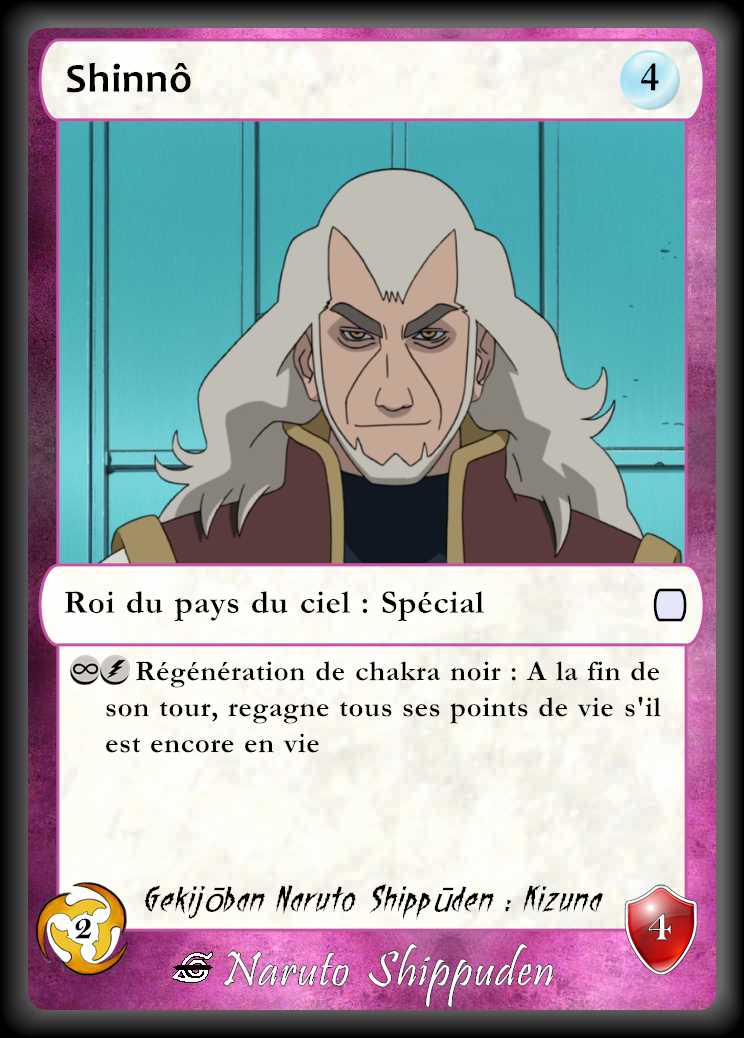 Shinnô
4
Roi du pays du ciel : Spécial
Régénération de chakra noir : A la fin de
son tour, regagne tous ses points de vie s'il
est encore en vie
Gekijōban Naruto Shippūden : Kizuna
2
4
Naruto Shippuden